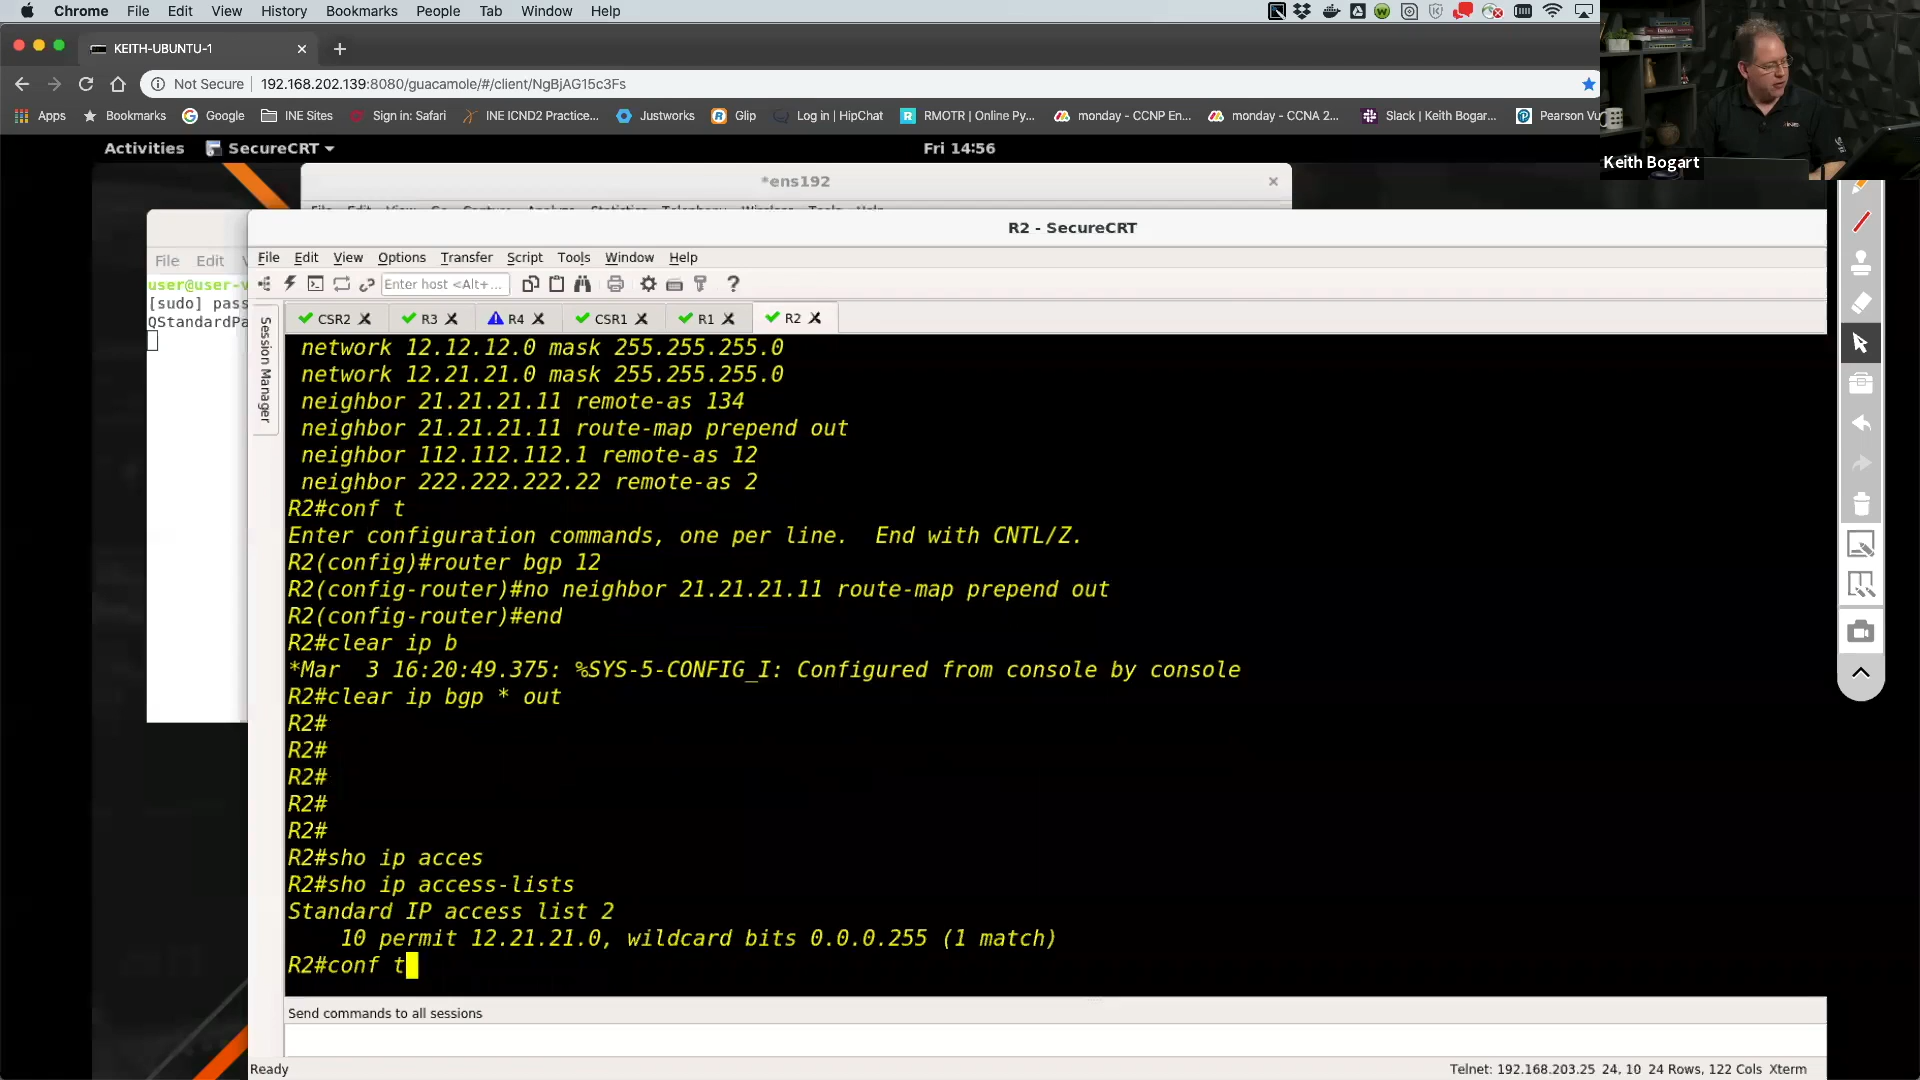 Chrome File Edit View History Bookmarks People Tab Window Help
KEITH-UBUNTU-1
Not Secure 192.168.202.139:8080/guacamole/#/client/NgBjAG15c3Fs
Apps Bookmarks Google INE Sites Sign in: Safari INE ICND2 Practice... Justworks Glip Log in | HipChat RMOTR | Online Py... monday - CCNP En... monday - CCNA 2... Slack | Keith Bogar... Pearson Vu
Keith Bogart
Activities SecureCRT Fri 14:56
*ens192
File Edit View Go Capture Analyze Statistics Telephony Wireless Tools Help
R2 - SecureCRT
File Edit V
user@user-v
[sudo] pass
QStandardPa
File Edit View Options Transfer Script Tools Window Help
Enter host <Alt+...
Session Manager
CSR2 R3 R4 CSR1 R1 R2
network 12.12.12.0 mask 255.255.255.0
network 12.21.21.0 mask 255.255.255.0
neighbor 21.21.21.11 remote-as 134
neighbor 21.21.21.11 route-map prepend out
neighbor 112.112.112.1 remote-as 12
neighbor 222.222.222.22 remote-as 2
R2#conf t
Enter configuration commands, one per line.  End with CNTL/Z.
R2(config)#router bgp 12
R2(config-router)#no neighbor 21.21.21.11 route-map prepend out
R2(config-router)#end
R2#clear ip b
*Mar  3 16:20:49.375: %SYS-5-CONFIG_I: Configured from console by console
R2#clear ip bgp * out
R2#
R2#
R2#
R2#
R2#
R2#sho ip acces
R2#sho ip access-lists
Standard IP access list 2
10 permit 12.21.21.0, wildcard bits 0.0.0.255 (1 match)
R2#conf t
Send commands to all sessions
Ready Telnet: 192.168.203.25 24, 10 24 Rows, 122 Cols Xterm